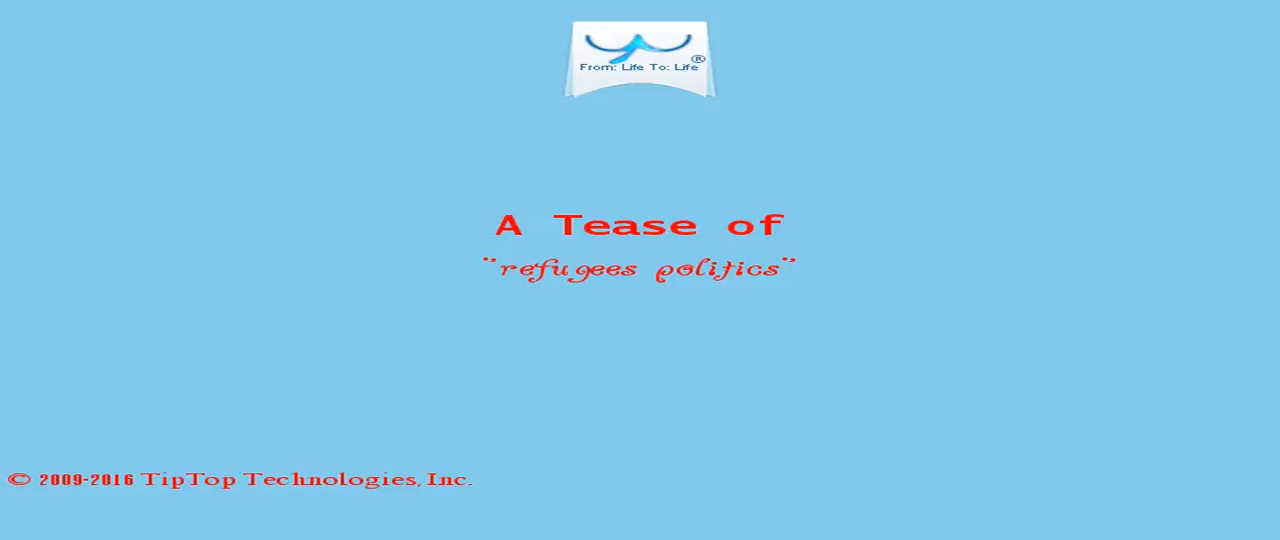 From: Life To: Life®
A Tease of
"refugees politics"
© 2009-2016 TipTop Technologies, Inc.